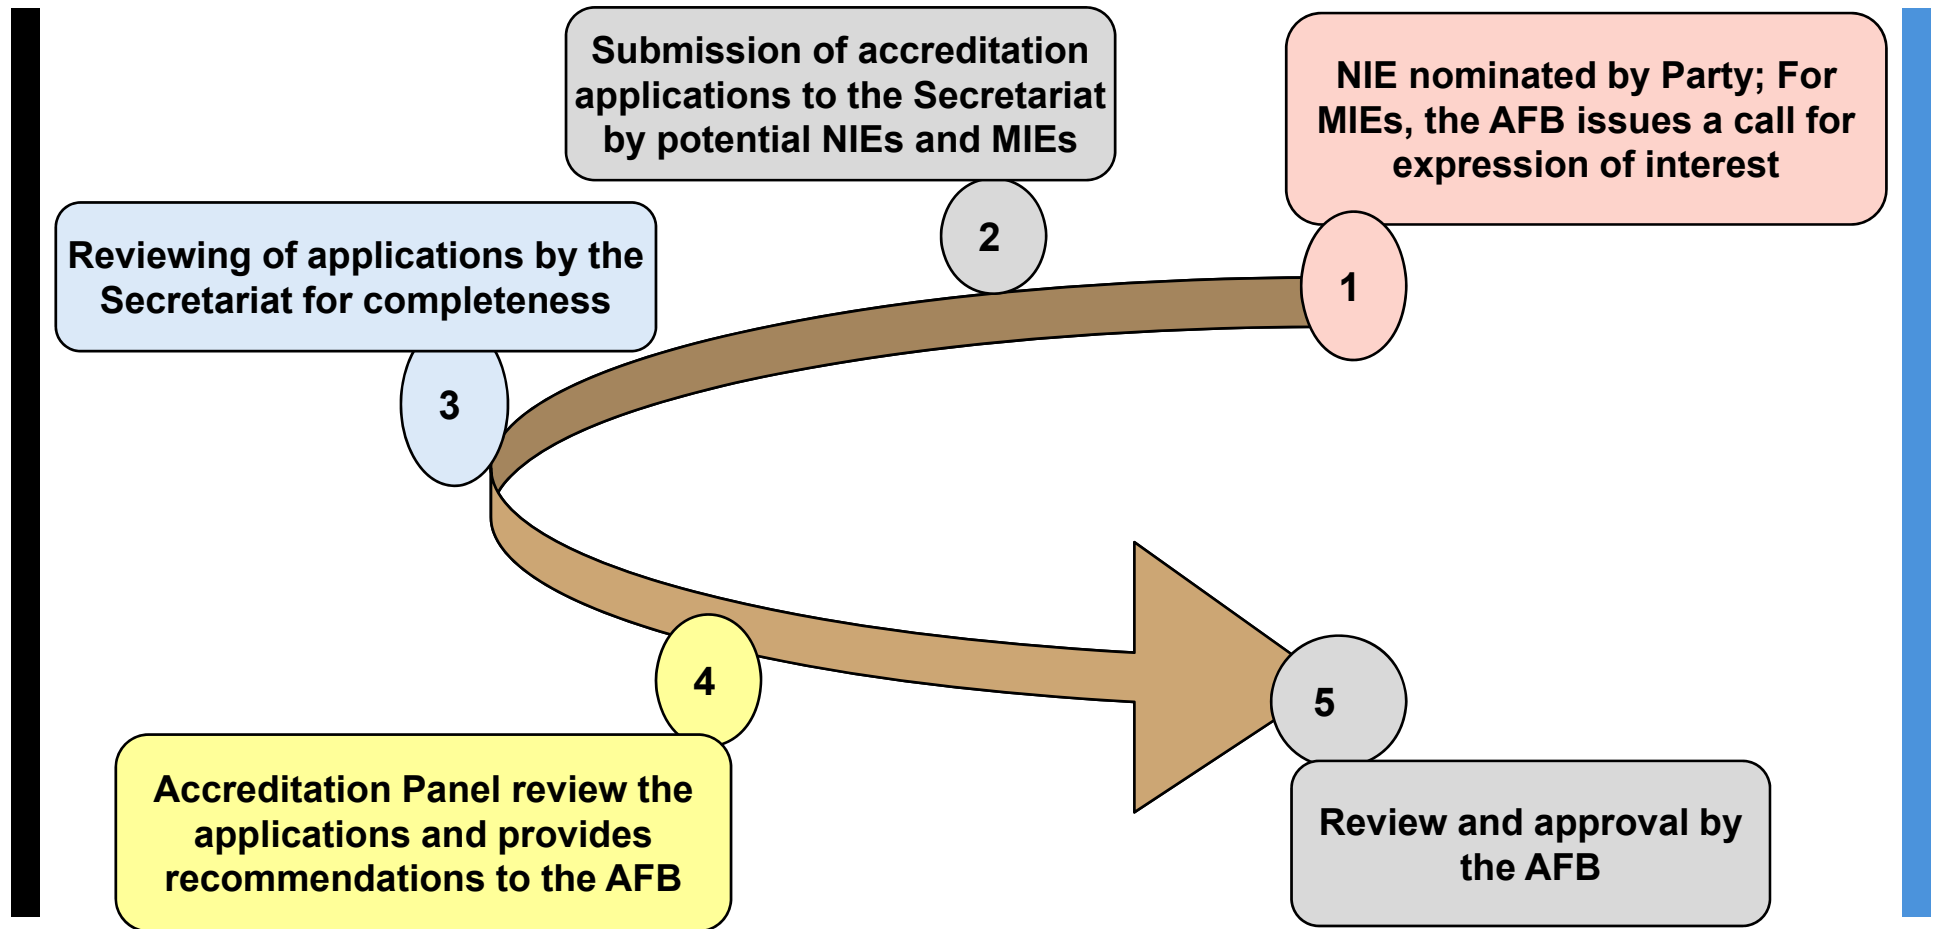 NIE nominated by Party; For
MIEs, the AFB issues a call for
expression of interest
1
Submission of accreditation
applications to the Secretariat
by potential NIEs and MIEs
2
Reviewing of applications by the
Secretariat for completeness
3
4
Accreditation Panel review the
applications and provides
recommendations to the AFB
5
Review and approval by
the AFB